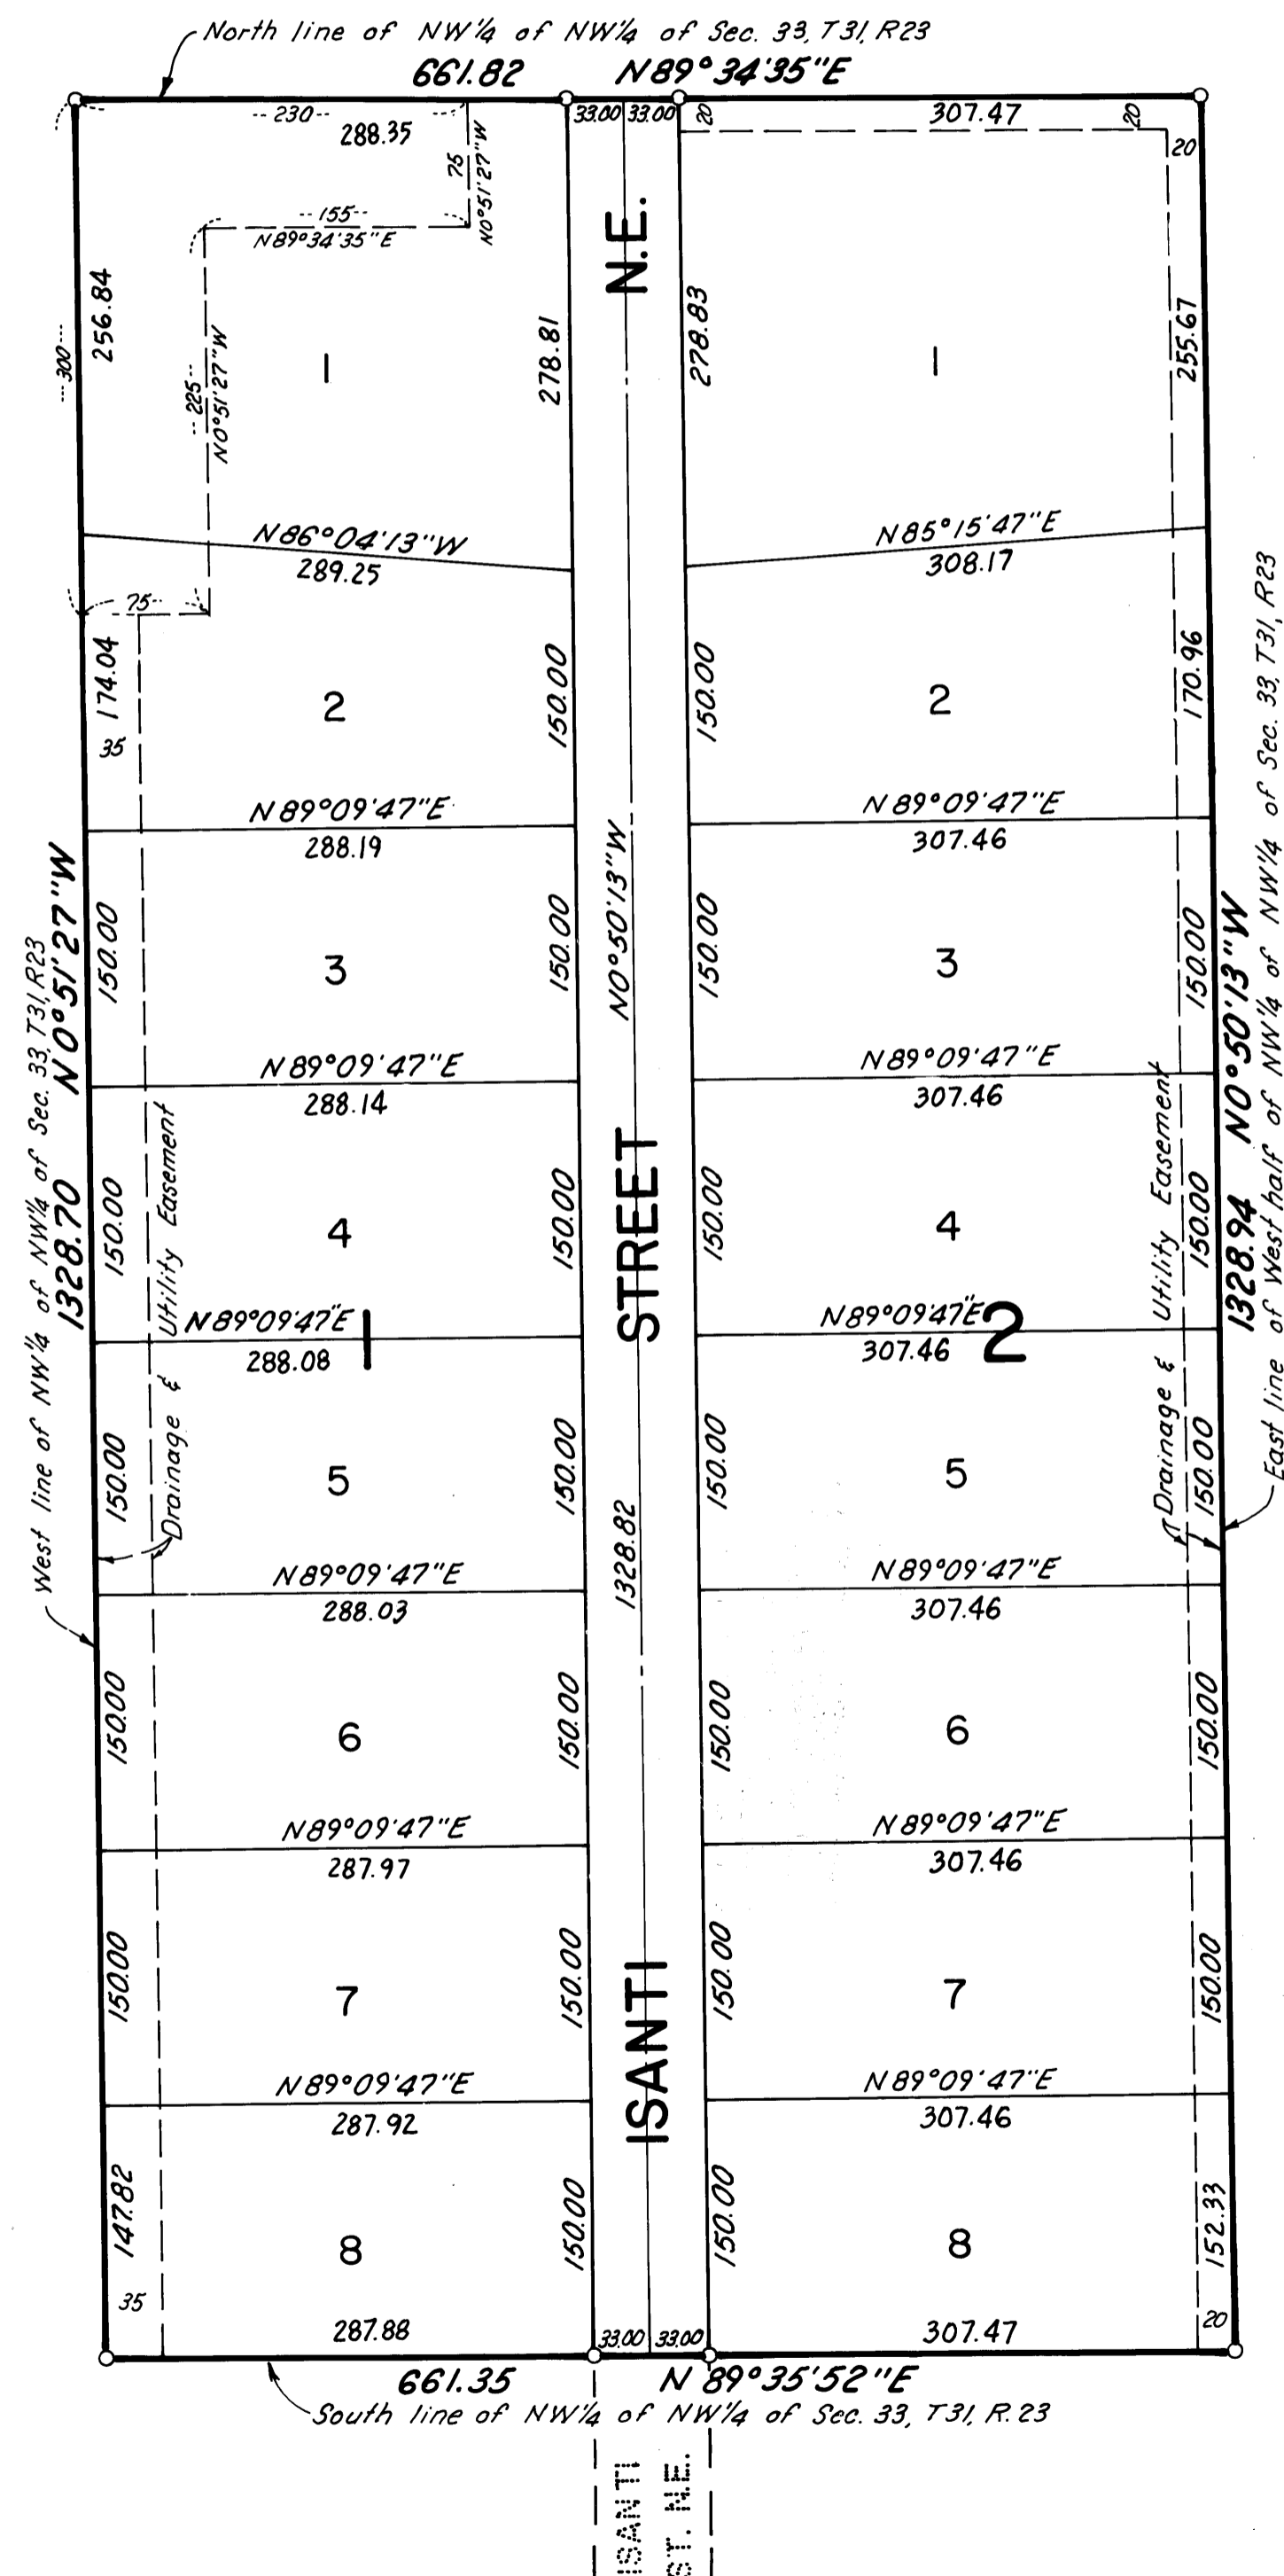 North line of NW¼ of NW¼ of Sec. 33, T31, R23
661.82 N89°34'35"E
230
288.35
33.00 33.00
20
307.47
20
20
75
N0°51'27"W
155
N89°34'35"E
N.E.
300
256.84
225
N0°51'27"W
1
278.81
278.83
1
255.67
N86°04'13"W
289.25
N85°15'47"E
308.17
75
174.04
35
2
150.00
150.00
2
170.96
N89°09'47"E
288.19
N89°09'47"E
307.46
N0°50'13"W
150.00
3
150.00
150.00
3
150.00
N89°09'47"E
288.14
N89°09'47"E
307.46
West line of NW¼ of NW¼ of Sec. 33, T31, R23
1328.70 N0°51'27"W
Drainage & Utility Easement
STREET
Drainage & Utility Easement
1328.94 N0°50'13"W
East line of West half of NW¼ of NW¼ of Sec. 33, T31, R23
150.00
4
150.00
150.00
4
150.00
N89°09'47"E
288.08
1
N89°09'47"E
307.46
2
150.00
5
150.00
1328.82
150.00
5
150.00
N89°09'47"E
288.03
N89°09'47"E
307.46
150.00
6
150.00
150.00
6
150.00
N89°09'47"E
287.97
N89°09'47"E
307.46
150.00
7
150.00
ISANTI
150.00
7
150.00
N89°09'47"E
287.92
N89°09'47"E
307.46
147.82
8
150.00
150.00
8
152.33
35
287.88
33.00 33.00
307.47
20
661.35 N 89°35'52"E
South line of NW¼ of NW¼ of Sec. 33, T31, R.23
ISANTI
ST. N.E.